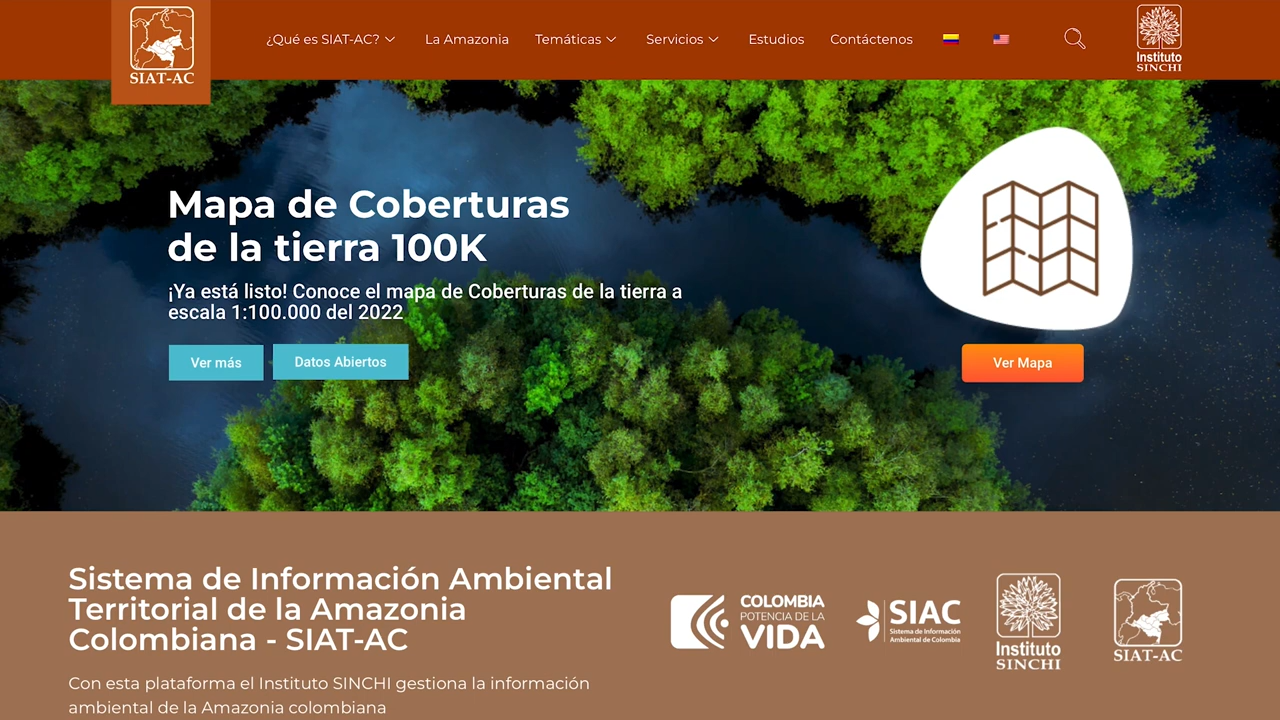 SIAT-AC
¿Qué es SIAT-AC?
La Amazonia
Temáticas
Servicios
Estudios
Contáctenos
Instituto
SINCHI
Mapa de Coberturas
de la tierra 100K
¡Ya está listo! Conoce el mapa de Coberturas de la tierra a
escala 1:100.000 del 2022
Ver más
Datos Abiertos
Ver Mapa
Sistema de Información Ambiental
Territorial de la Amazonia
Colombiana - SIAT-AC
Con esta plataforma el Instituto SINCHI gestiona la información
ambiental de la Amazonia colombiana
COLOMBIA
POTENCIA DE LA
VIDA
SIAC
Sistema de Información
Ambiental de Colombia
Instituto
SINCHI
SIAT-AC